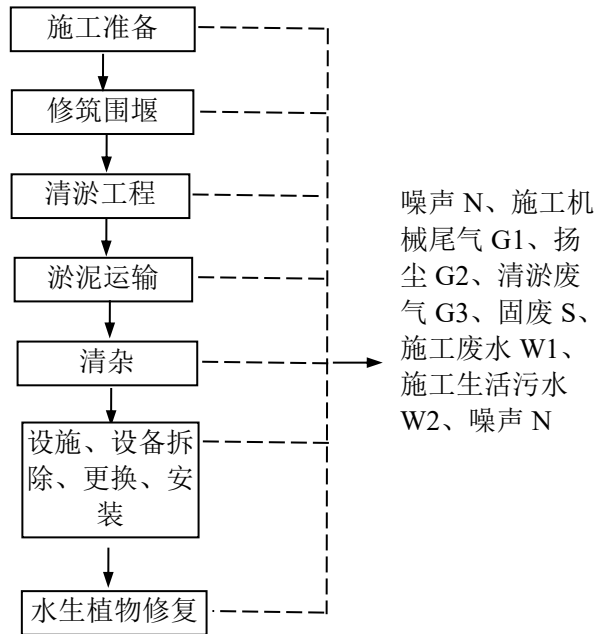 施工准备
修筑围堰
清淤工程
淤泥运输
清杂
设施、设备拆
除、更换、安
装
水生植物修复
噪声 N、施工机
械尾气 G1、扬
尘 G2、清淤废
气 G3、固废 S、
施工废水 W1、
施工生活污水
W2、噪声 N